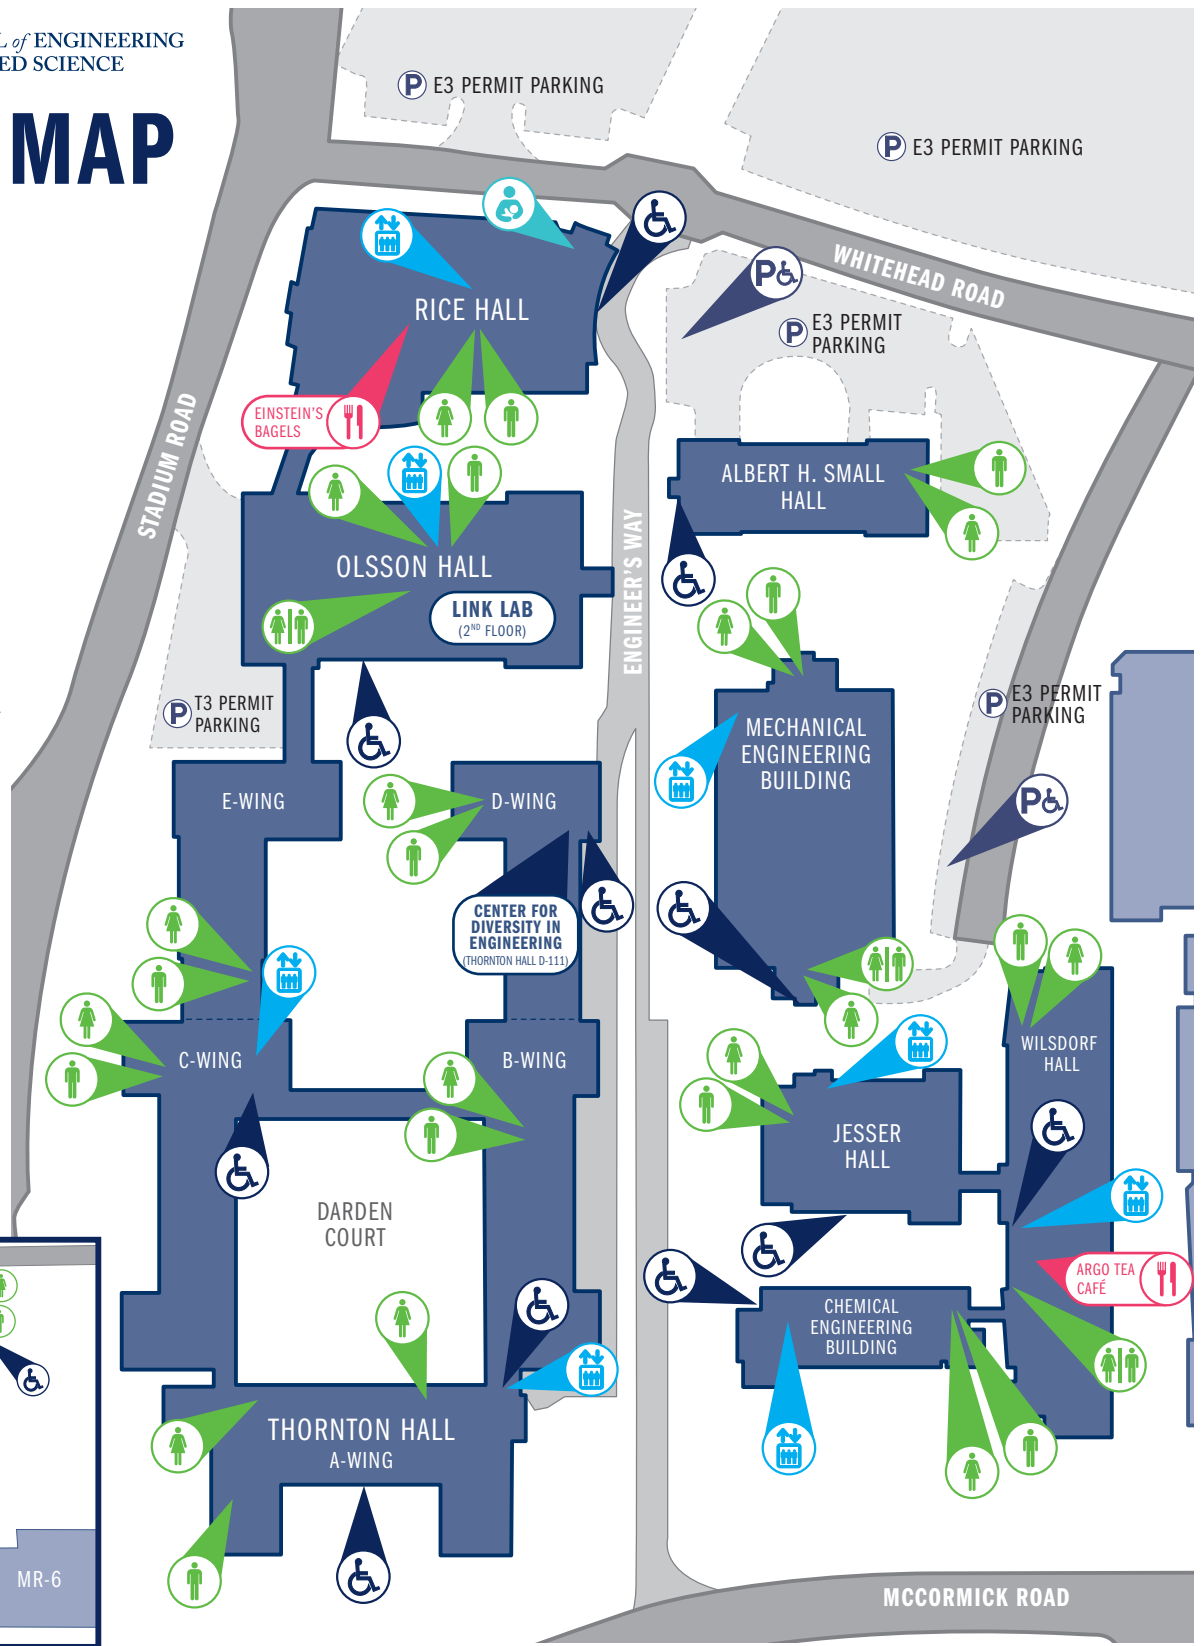 of ENGINEERING
SCIENCE
MAP
P E3 PERMIT PARKING
P E3 PERMIT PARKING
WHITEHEAD ROAD
P
P E3 PERMIT
PARKING
RICE HALL
EINSTEIN'S
BAGELS
STADIUM ROAD
ALBERT H. SMALL
HALL
OLSSON HALL
LINK LAB
(2ND FLOOR)
ENGINEER'S WAY
P T3 PERMIT
PARKING
P E3 PERMIT
PARKING
MECHANICAL
ENGINEERING
BUILDING
P
E-WING
D-WING
CENTER FOR
DIVERSITY IN
ENGINEERING
(THORNTON HALL D-111)
C-WING
B-WING
WILSDORF
HALL
JESSER
HALL
DARDEN
COURT
ARGO TEA
CAFÉ
CHEMICAL
ENGINEERING
BUILDING
THORNTON HALL
A-WING
MR-6
MCCORMICK ROAD